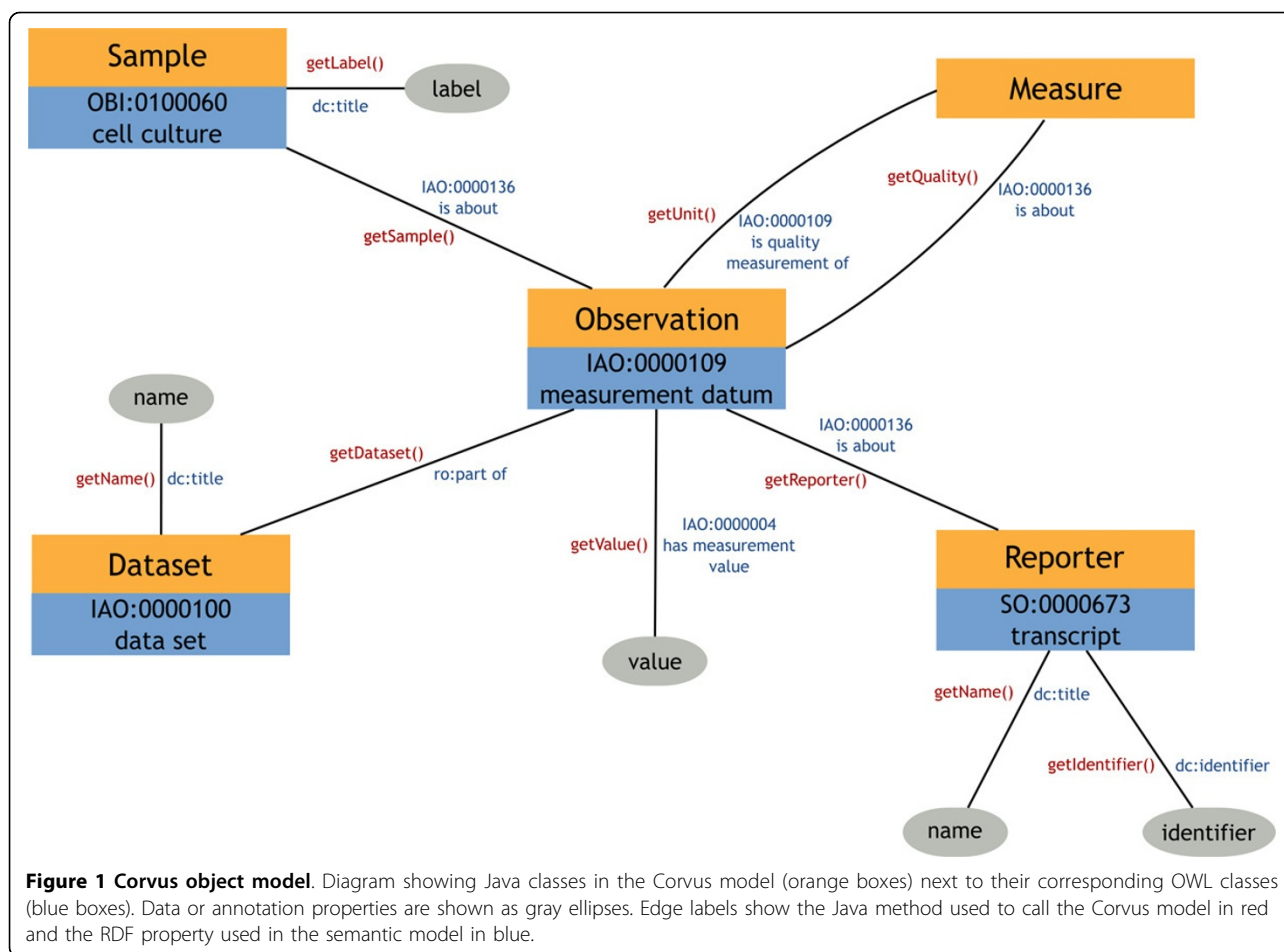 Sample
OBI:0100060
cell culture
getLabel()
dc:title
label
Measure
IAO:0000136
is about
getSample()
getUnit()
IAO:0000109
is quality
measurement of
getQuality()
IAO:0000136
is about
Observation
IAO:0000109
measurement datum
name
getName()
dc:title
getDataset()
ro:part of
Dataset
IAO:0000100
data set
getValue()
IAO:0000004
has measurement
value
value
IAO:0000136
is about
getReporter()
Reporter
SO:0000673
transcript
getName()
dc:title
name
getIdentifier()
dc:identifier
identifier
Figure 1 Corvus object model. Diagram showing Java classes in the Corvus model (orange boxes) next to their corresponding OWL classes
(blue boxes). Data or annotation properties are shown as gray ellipses. Edge labels show the Java method used to call the Corvus model in red
and the RDF property used in the semantic model in blue.